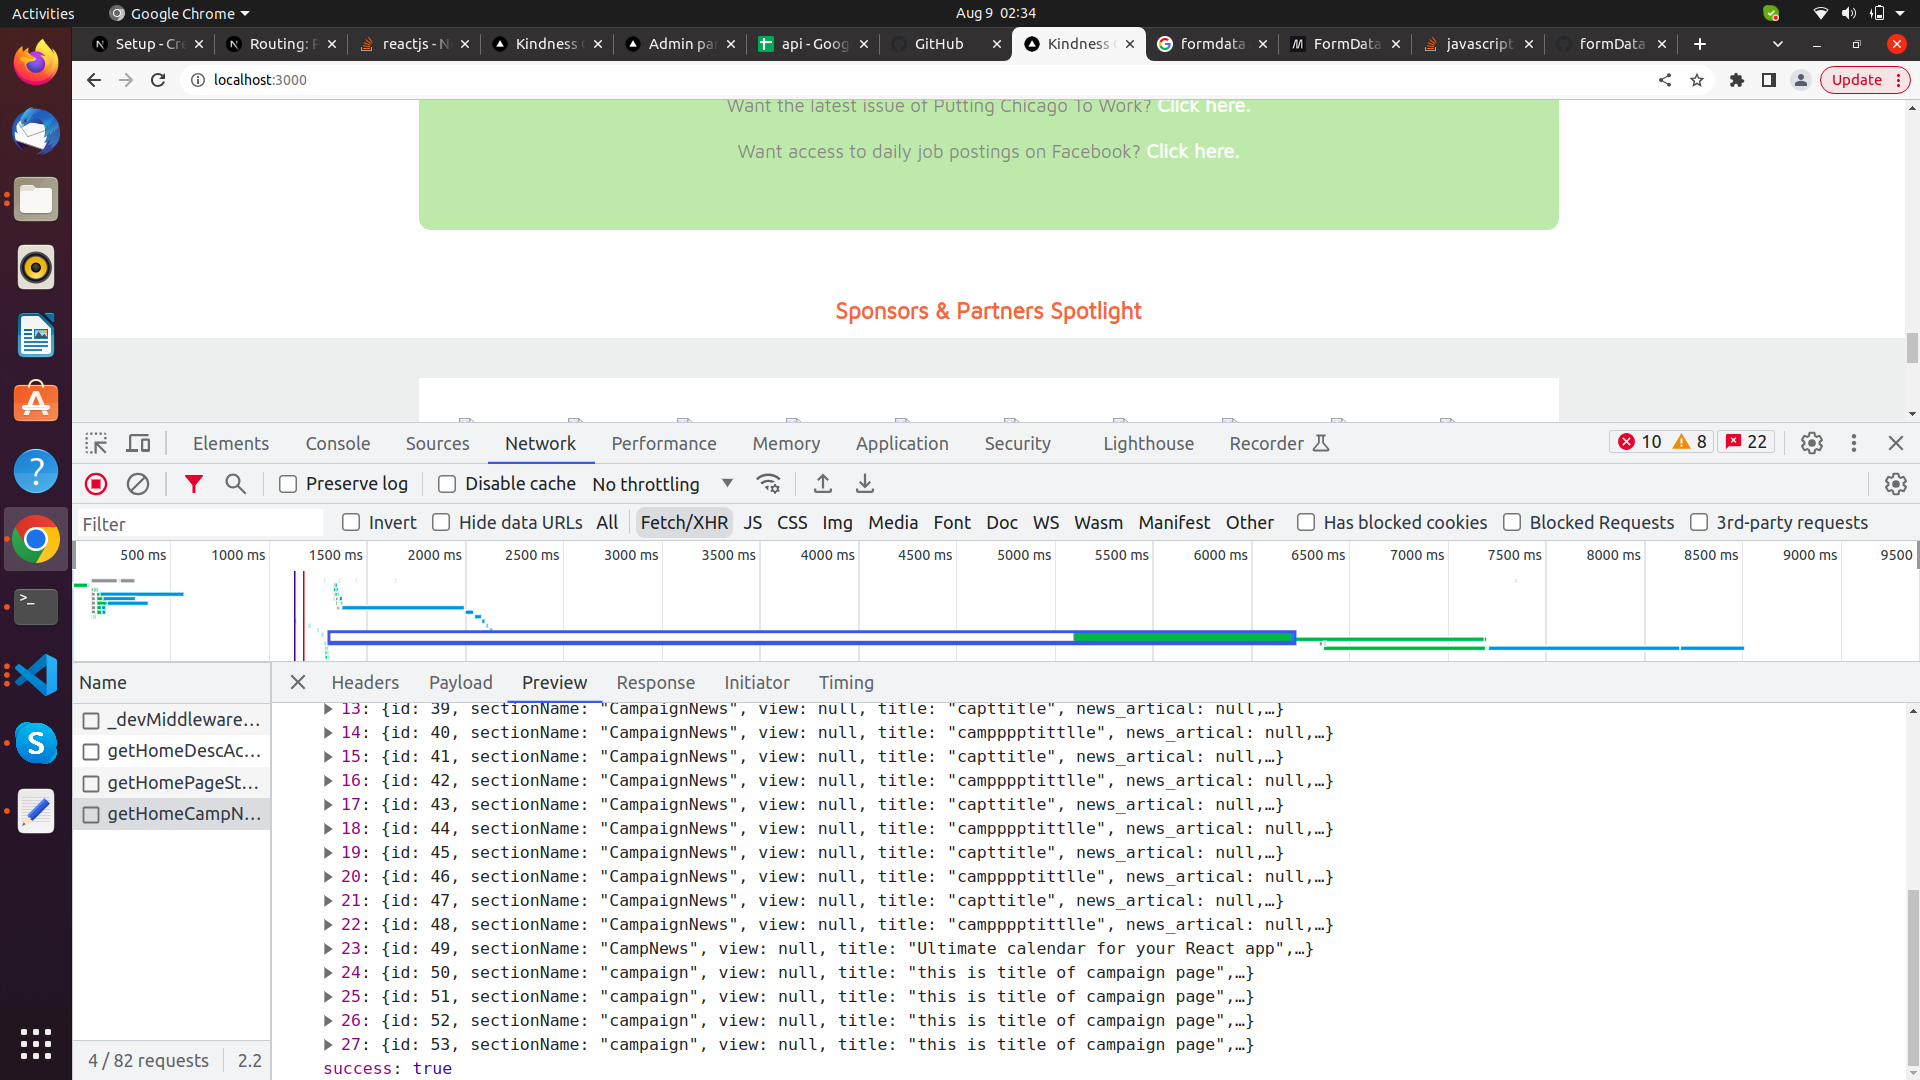 Activities
Google Chrome
Aug 9 02:34
Setup - Cre
Routing: P
reactjs - N
Kindness
Admin pa
api - Goog
GitHub
Kindness
formdata
FormData
javascript
formData
localhost:3000
Update
Want the latest issue of Putting Chicago To Work? Click here.
Want access to daily job postings on Facebook? Click here.
Sponsors & Partners Spotlight
Elements Console Sources Network Performance Memory Application Security Lighthouse Recorder 10 8 22
Preserve log Disable cache No throttling
Filter Invert Hide data URLs All Fetch/XHR JS CSS Img Media Font Doc WS Wasm Manifest Other Has blocked cookies Blocked Requests 3rd-party requests
500 ms 1000 ms 1500 ms 2000 ms 2500 ms 3000 ms 3500 ms 4000 ms 4500 ms 5000 ms 5500 ms 6000 ms 6500 ms 7000 ms 7500 ms 8000 ms 8500 ms 9000 ms 9500
Name
_devMiddleware...
getHomeDescAc...
getHomePageSt...
getHomeCampN...
4 / 82 requests 2.2
Headers Payload Preview Response Initiator Timing
13: {id: 39, sectionName: "CampaignNews", view: null, title: "capttitle", news_artical: null,…}
14: {id: 40, sectionName: "CampaignNews", view: null, title: "campppptittlle", news_artical: null,…}
15: {id: 41, sectionName: "CampaignNews", view: null, title: "capttitle", news_artical: null,…}
16: {id: 42, sectionName: "CampaignNews", view: null, title: "campppptittlle", news_artical: null,…}
17: {id: 43, sectionName: "CampaignNews", view: null, title: "capttitle", news_artical: null,…}
18: {id: 44, sectionName: "CampaignNews", view: null, title: "campppptittlle", news_artical: null,…}
19: {id: 45, sectionName: "CampaignNews", view: null, title: "capttitle", news_artical: null,…}
20: {id: 46, sectionName: "CampaignNews", view: null, title: "campppptittlle", news_artical: null,…}
21: {id: 47, sectionName: "CampaignNews", view: null, title: "capttitle", news_artical: null,…}
22: {id: 48, sectionName: "CampaignNews", view: null, title: "campppptittlle", news_artical: null,…}
23: {id: 49, sectionName: "CampNews", view: null, title: "Ultimate calendar for your React app",…}
24: {id: 50, sectionName: "campaign", view: null, title: "this is title of campaign page",…}
25: {id: 51, sectionName: "campaign", view: null, title: "this is title of campaign page",…}
26: {id: 52, sectionName: "campaign", view: null, title: "this is title of campaign page",…}
27: {id: 53, sectionName: "campaign", view: null, title: "this is title of campaign page",…}
success: true